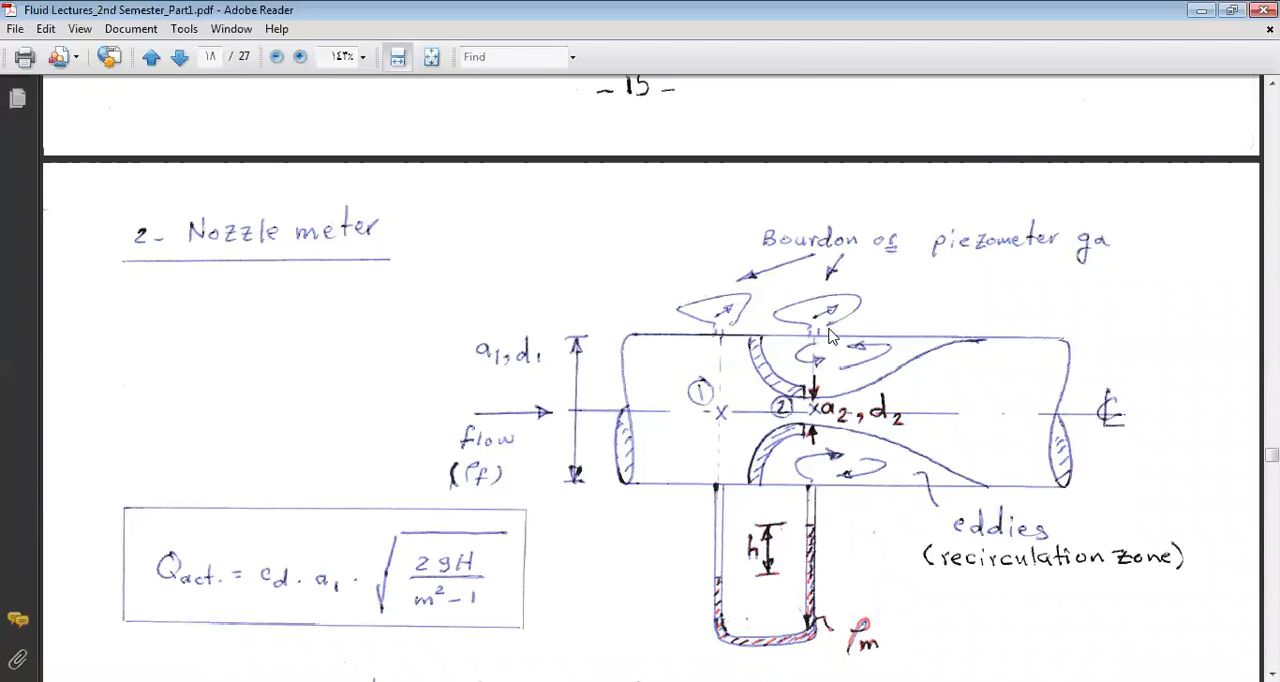 Fluid Lectures_2nd Semester_Part1.pdf - Adobe Reader
File Edit View Document Tools Window Help
١٨ / 27 ١٤٣% Find
- 15 -
2- Nozzle meter
Bourdon or piezometer ga
a1, d1
① ② a2, d2
℄
flow
(ρf)
eddies
(recirculation zone)
h
Qact. = cd . a1 . √(2gH / m² - 1)
ρm